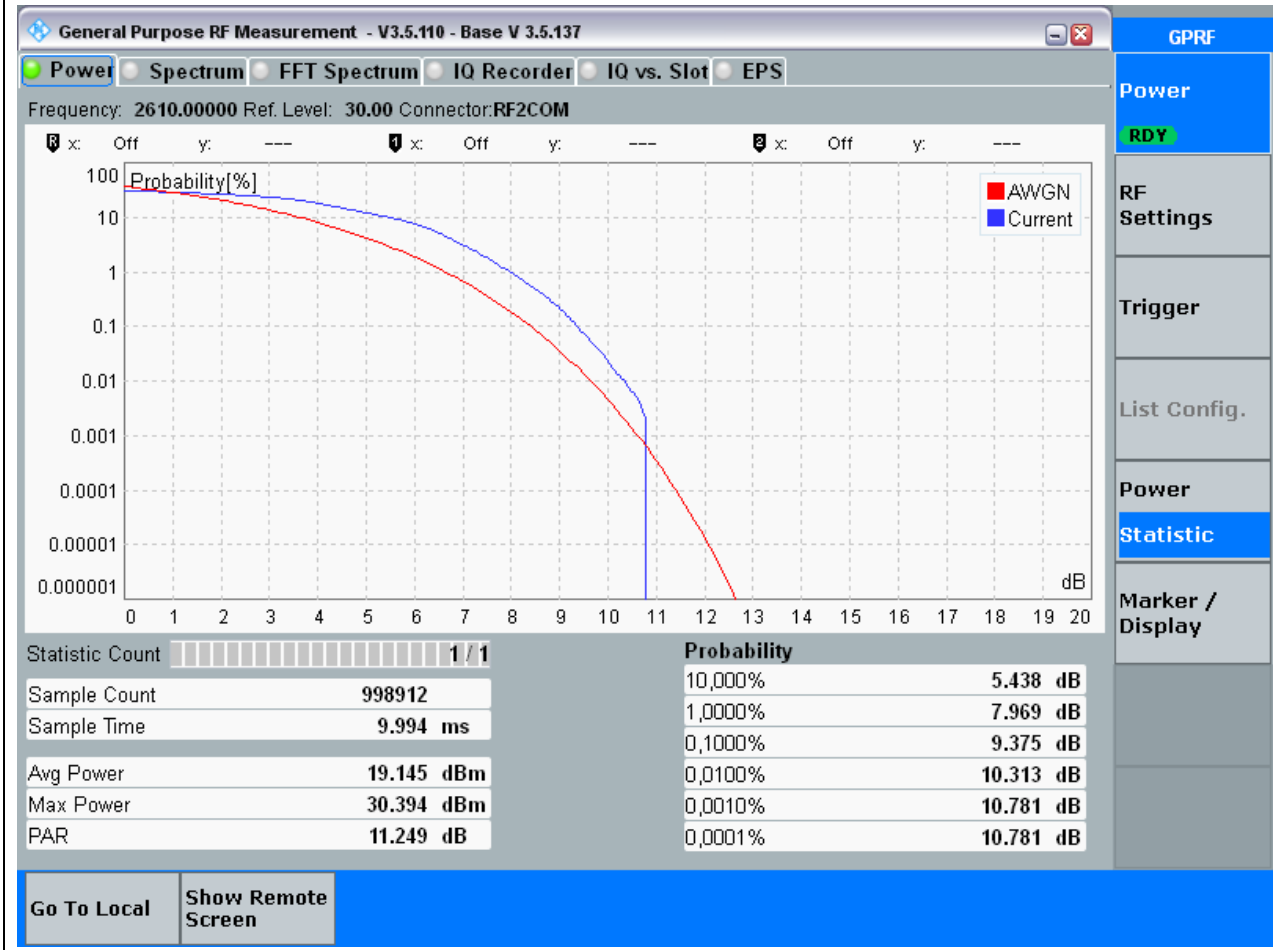 General Purpose RF Measurement - V3.5.110 - Base V 3.5.137
GPRF
Power Spectrum FFT Spectrum IQ Recorder IQ vs. Slot EPS
Frequency: 2610.00000 Ref. Level: 30.00 Connector:RF2COM
R x: Off y: --- 1 x: Off y: --- 2 x: Off y: ---
Probability[%]
AWGN
Current
100
10
1
0.1
0.01
0.001
0.0001
0.00001
0.000001
dB
0 1 2 3 4 5 6 7 8 9 10 11 12 13 14 15 16 17 18 19 20
Statistic Count 1 / 1
Sample Count 998912
Sample Time 9.994 ms
Avg Power 19.145 dBm
Max Power 30.394 dBm
PAR 11.249 dB
Probability
10,000% 5.438 dB
1,0000% 7.969 dB
0,1000% 9.375 dB
0,0100% 10.313 dB
0,0010% 10.781 dB
0,0001% 10.781 dB
Power
RDY
RF
Settings
Trigger
List Config.
Power
Statistic
Marker /
Display
Go To Local
Show Remote
Screen